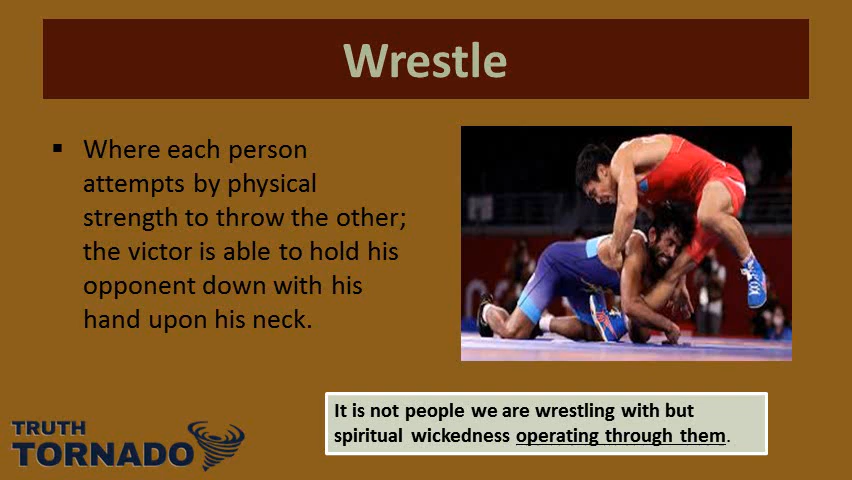 Wrestle
▪ Where each person
attempts by physical
strength to throw the other;
the victor is able to hold his
opponent down with his
hand upon his neck.
It is not people we are wrestling with but
spiritual wickedness operating through them.
TRUTH
TORNADO